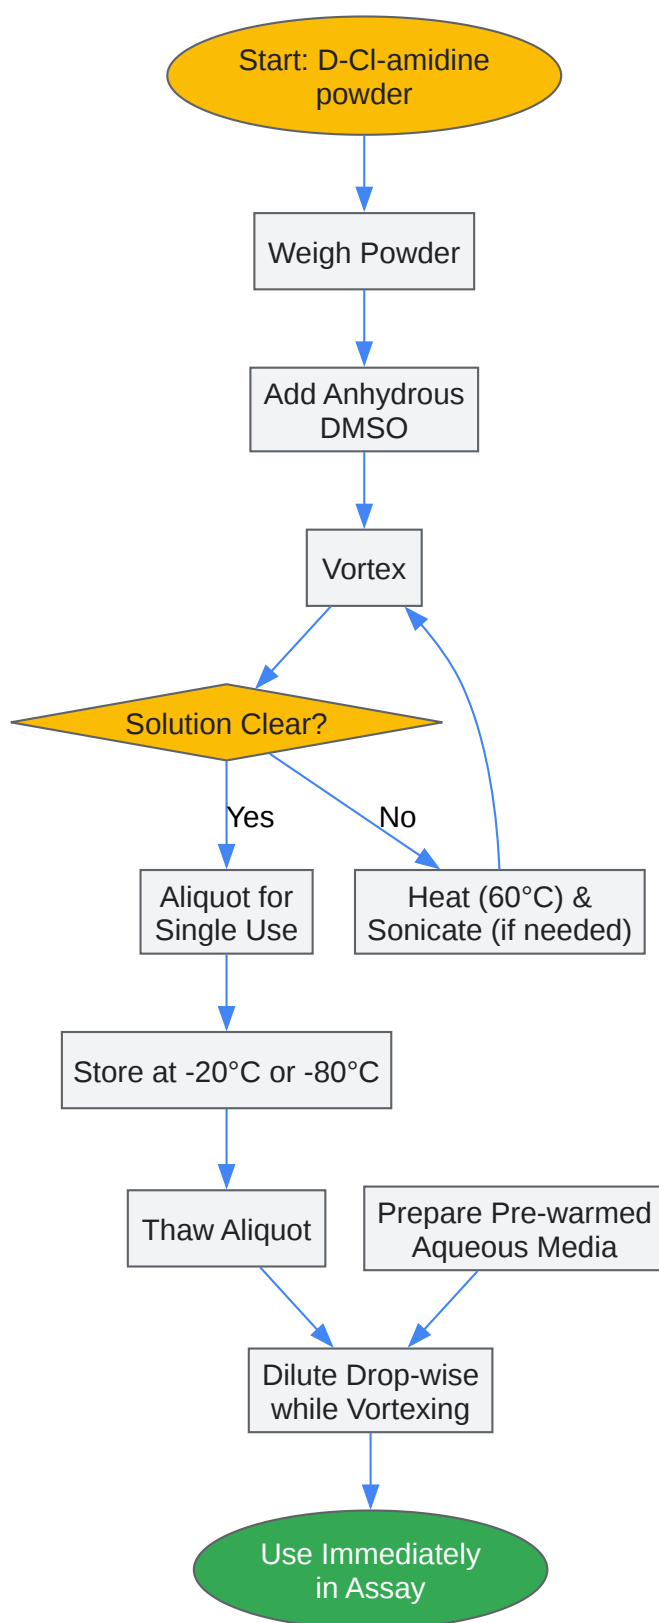 Start: D-Cl-amidine
powder
Weigh Powder
Add Anhydrous
DMSO
Vortex
Solution Clear?
Yes
No
Aliquot for
Single Use
Heat (60°C) &
Sonicate (if needed)
Store at -20°C or -80°C
Thaw Aliquot
Prepare Pre-warmed
Aqueous Media
Dilute Drop-wise
while Vortexing
Use Immediately
in Assay